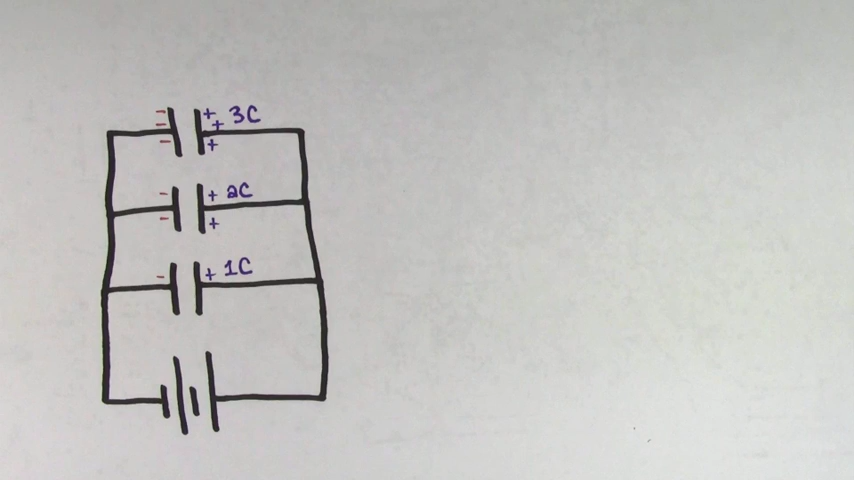 - + 3C
- +
- +
- + 2C
- +
- + 1C